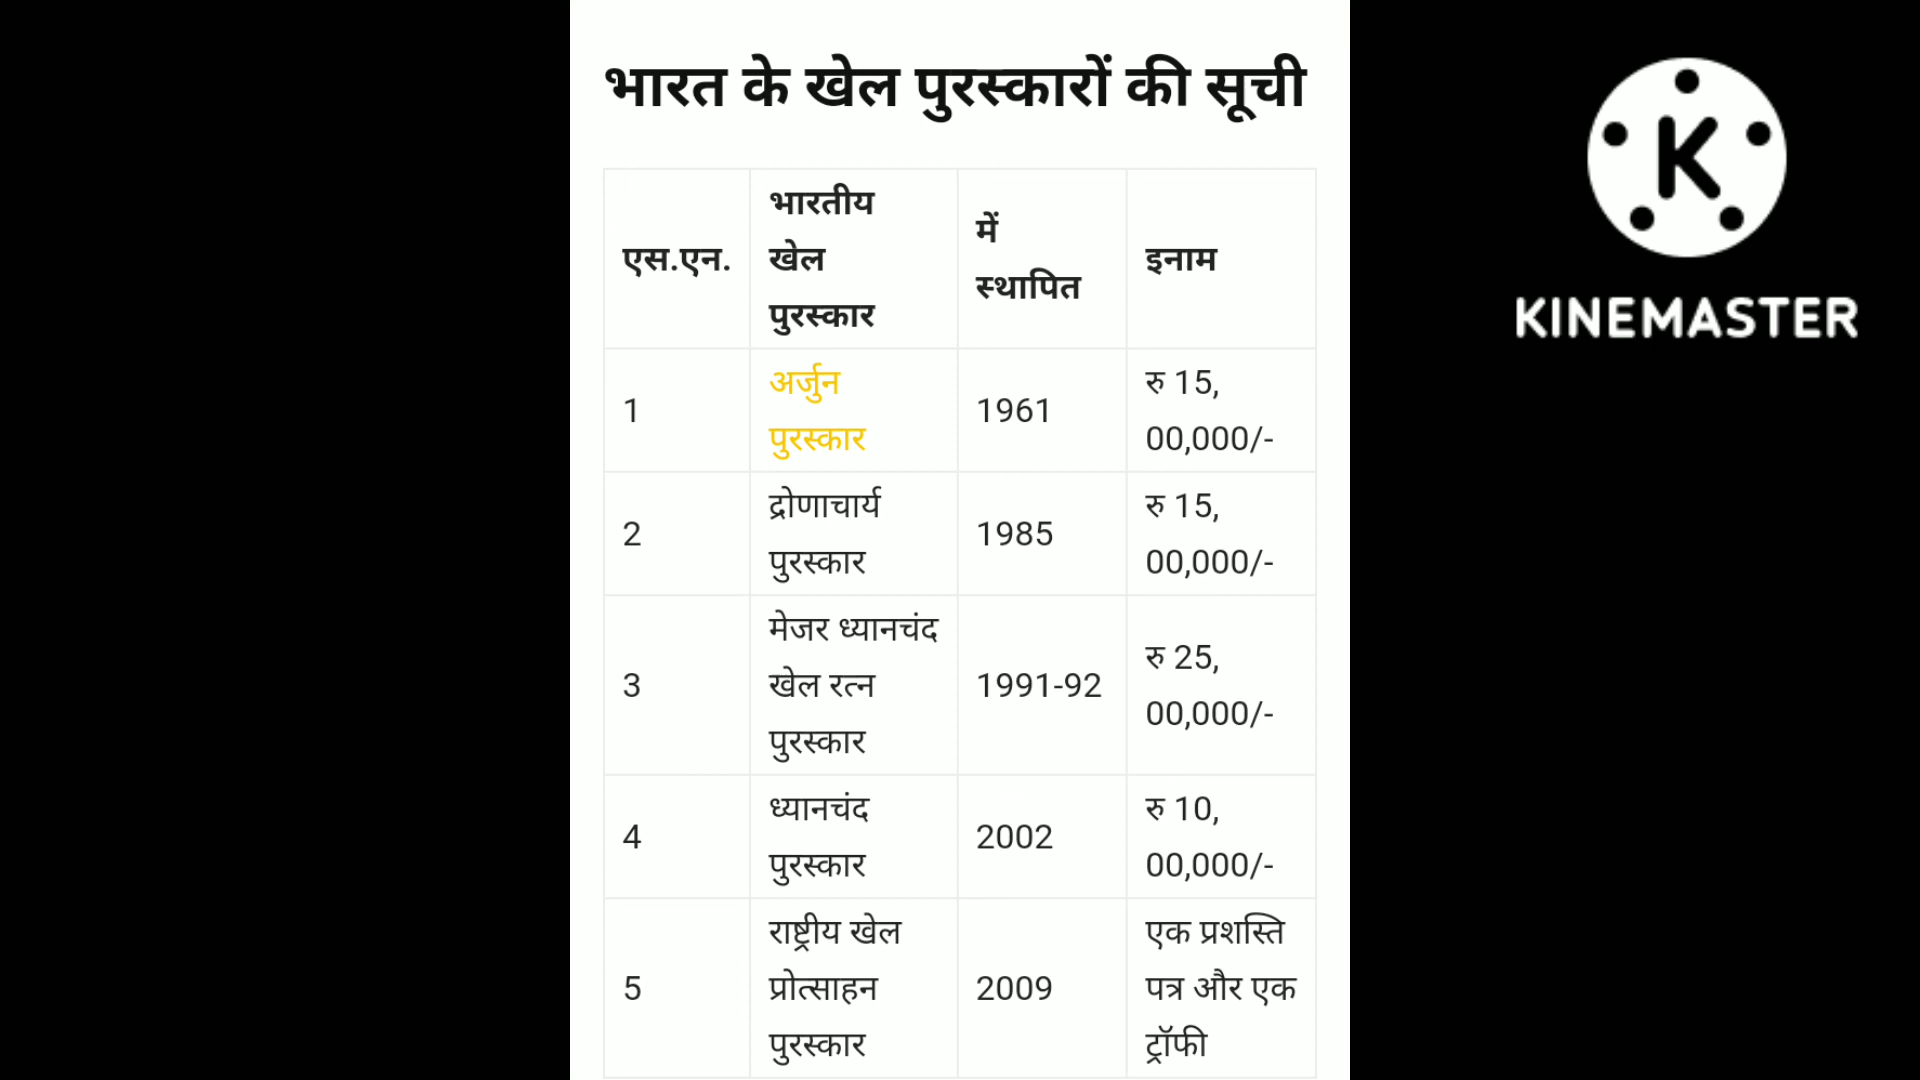 भारत के खेल पुरस्कारों की सूची
एस.एन.
भारतीय
खेल
पुरस्कार
में
स्थापित
इनाम
1
अर्जुन
पुरस्कार
1961
रु 15,
00,000/-
2
द्रोणाचार्य
पुरस्कार
1985
रु 15,
00,000/-
3
मेजर ध्यानचंद
खेल रत्न
पुरस्कार
1991-92
रु 25,
00,000/-
4
ध्यानचंद
पुरस्कार
2002
रु 10,
00,000/-
5
राष्ट्रीय खेल
प्रोत्साहन
पुरस्कार
2009
एक प्रशस्ति
पत्र और एक
ट्रॉफी
K
KINEMASTER